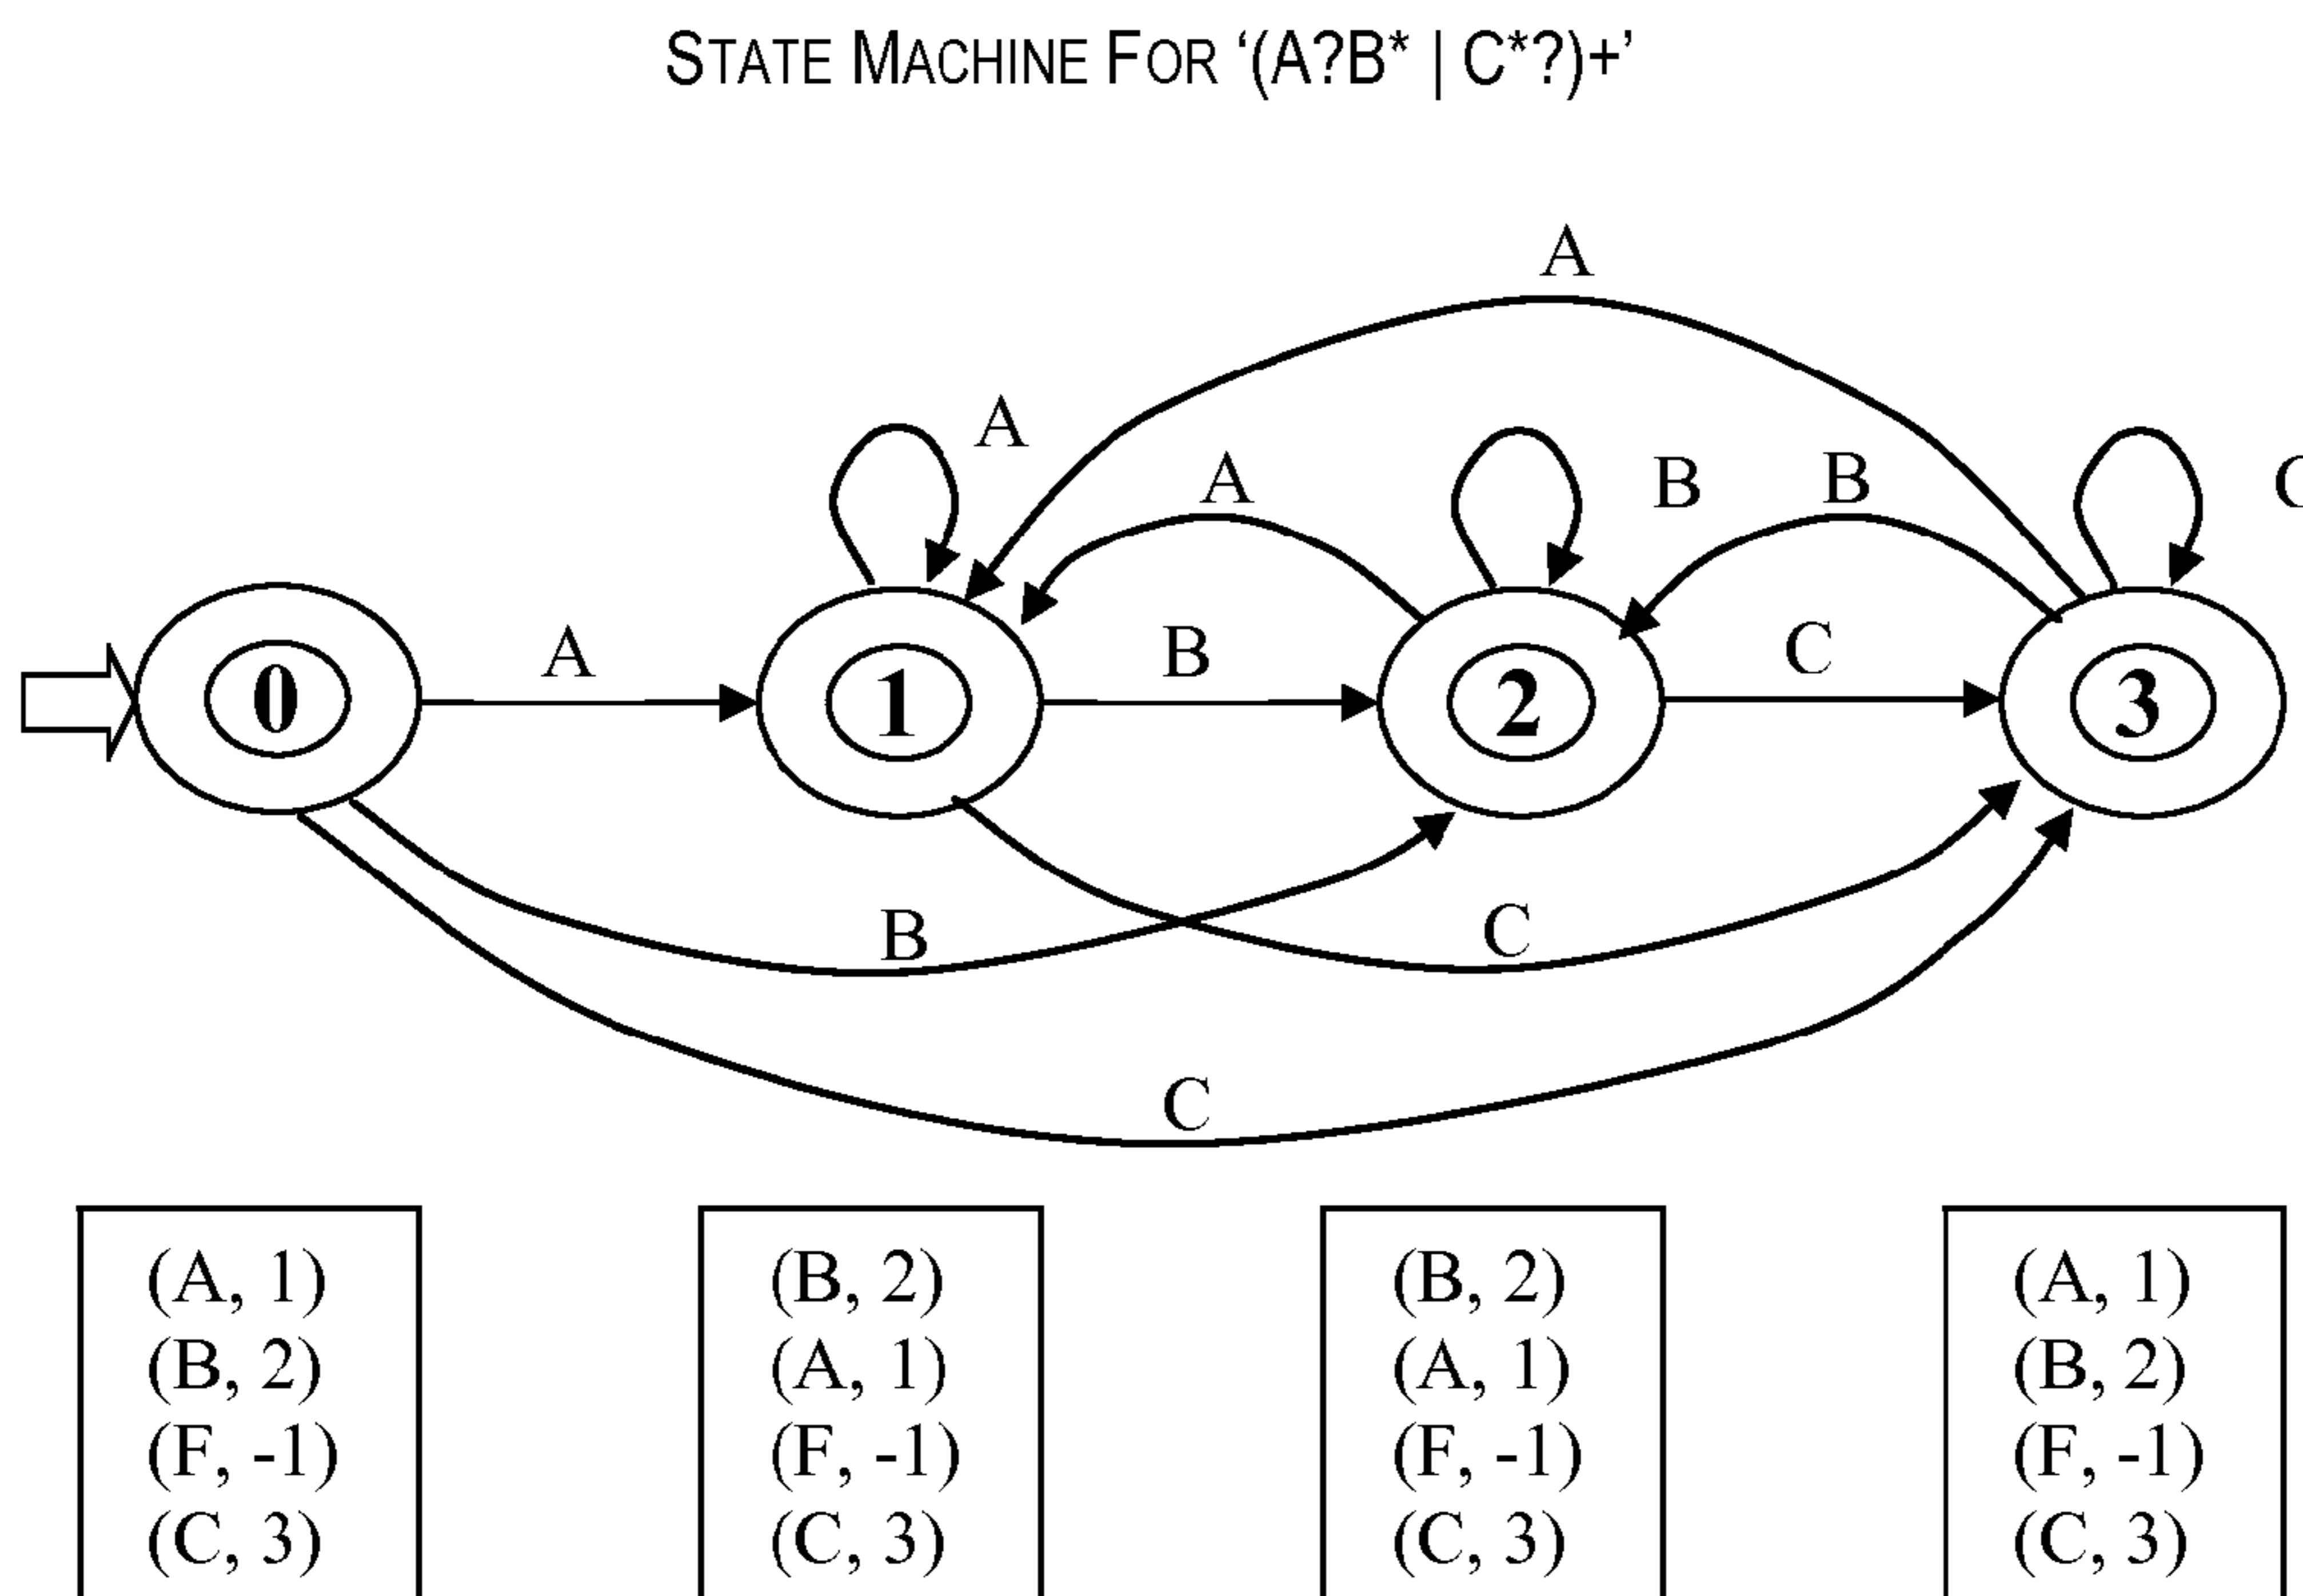 STATE MACHINE FOR ‘(A?B* | C*?)+’
A
A
A
B
B
C
A
B
C
0
1
2
3
B
C
C
(A, 1)
(B, 2)
(F, -1)
(C, 3)
(B, 2)
(A, 1)
(F, -1)
(C, 3)
(B, 2)
(A, 1)
(F, -1)
(C, 3)
(A, 1)
(B, 2)
(F, -1)
(C, 3)